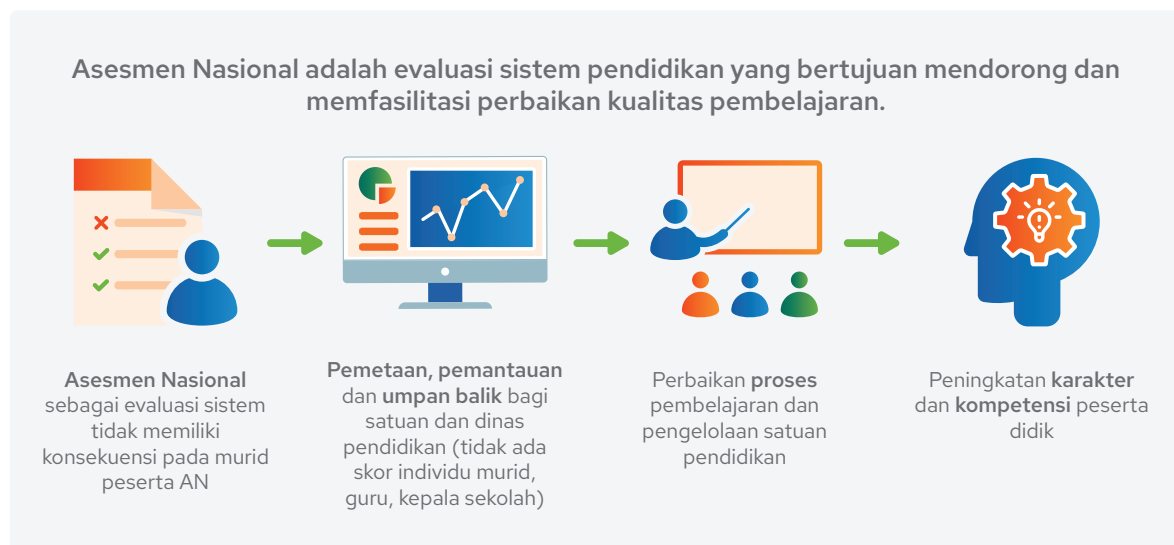 Asesmen Nasional adalah evaluasi sistem pendidikan yang bertujuan mendorong dan
memfasilitasi perbaikan kualitas pembelajaran.
Asesmen Nasional
sebagai evaluasi sistem
tidak memiliki
konsekuensi pada murid
peserta AN
Pemetaan, pemantauan
dan umpan balik bagi
satuan dan dinas
pendidikan (tidak ada
skor individu murid,
guru, kepala sekolah)
Perbaikan proses
pembelajaran dan
pengelolaan satuan
pendidikan
Peningkatan karakter
dan kompetensi peserta
didik